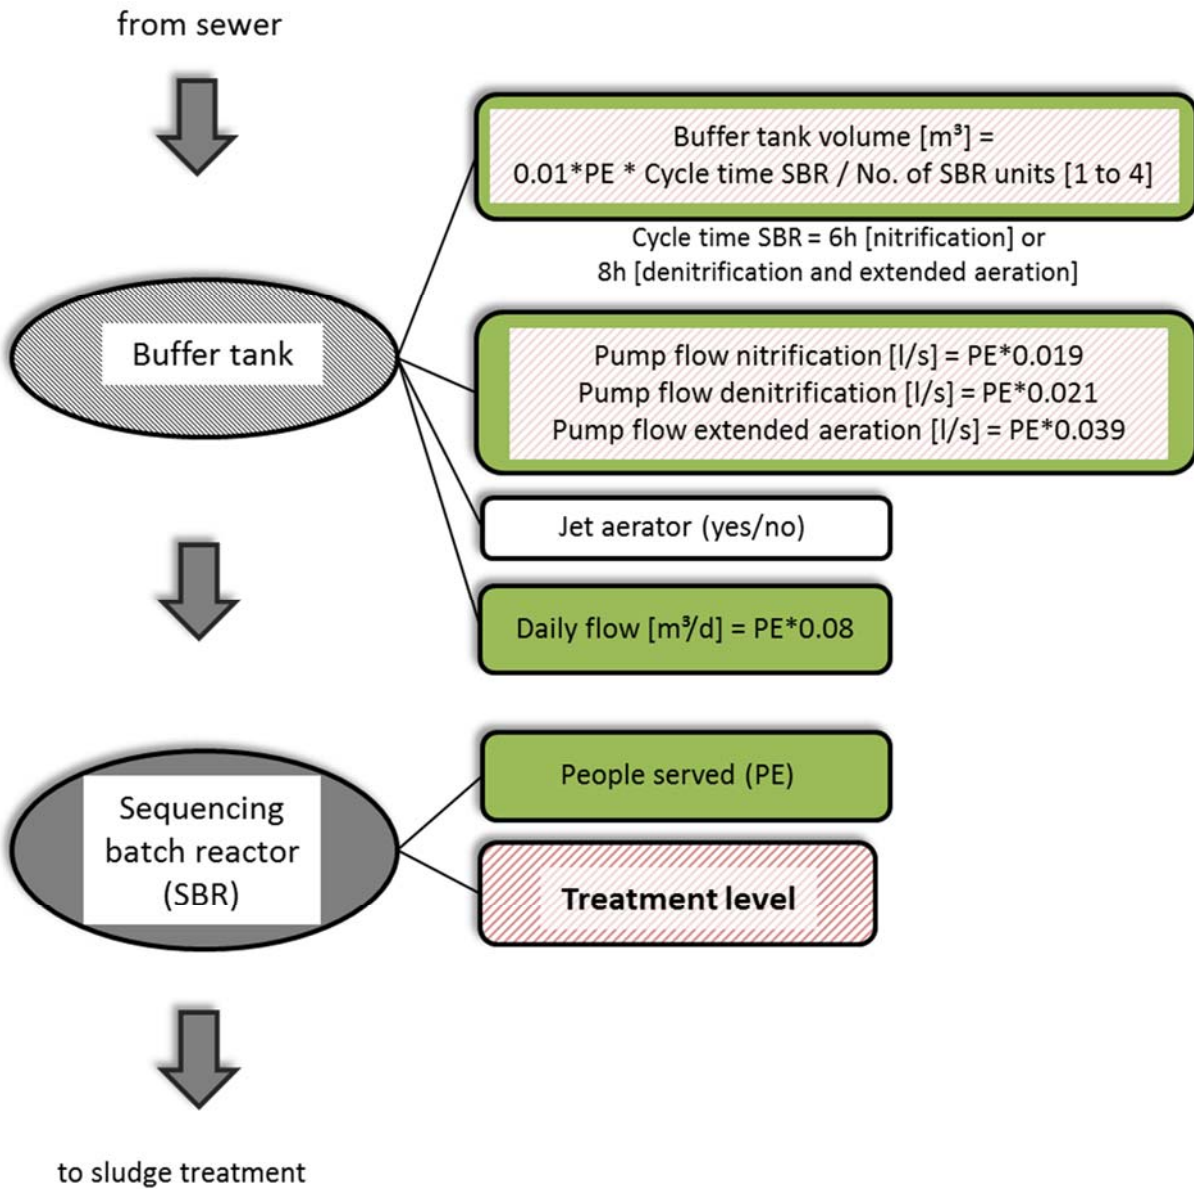 from sewer
Buffer tank volume [m³] =
0.01*PE * Cycle time SBR / No. of SBR units [1 to 4]
Cycle time SBR = 6h [nitrification] or
8h [denitrification and extended aeration]
Buffer tank
Pump flow nitrification [l/s] = PE*0.019
Pump flow denitrification [l/s] = PE*0.021
Pump flow extended aeration [l/s] = PE*0.039
Jet aerator (yes/no)
Daily flow [m³/d] = PE*0.08
People served (PE)
Sequencing
batch reactor
(SBR)
Treatment level
to sludge treatment